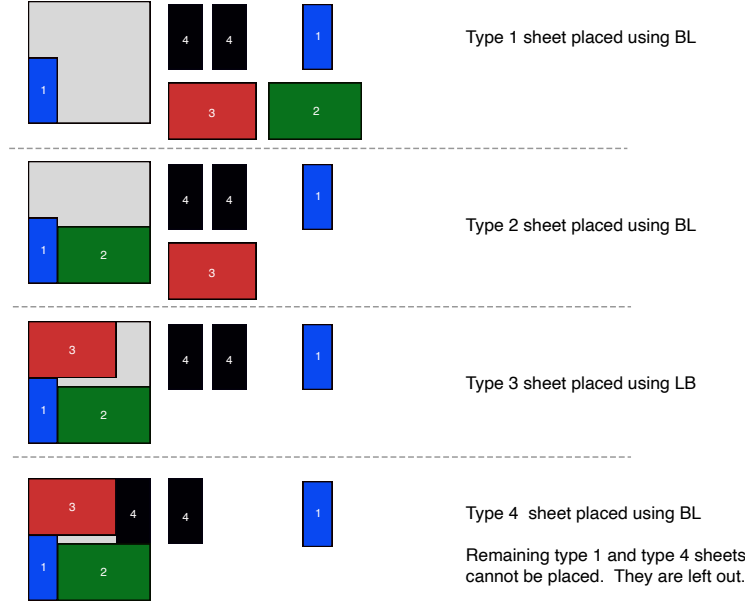 4 4 1 Type 1 sheet placed using BL
1
3 2
4 4 1
Type 2 sheet placed using BL
1 2
3
3
4 4 1
Type 3 sheet placed using LB
1 2
3 4 4 1 Type 4 sheet placed using BL
1 2
Remaining type 1 and type 4 sheets
cannot be placed. They are left out.